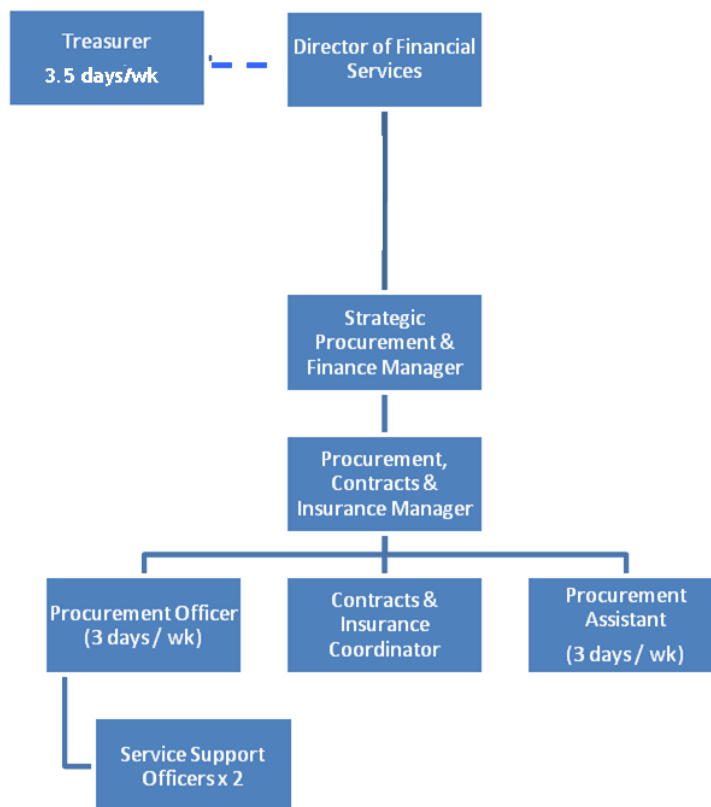 Treasurer
3.5 days/wk
Director of Financial
Services
Strategic
Procurement &
Finance Manager
Procurement,
Contracts &
Insurance Manager
Procurement Officer
(3 days / wk)
Contracts &
Insurance
Coordinator
Procurement
Assistant
(3 days / wk)
Service Support
Officers x 2